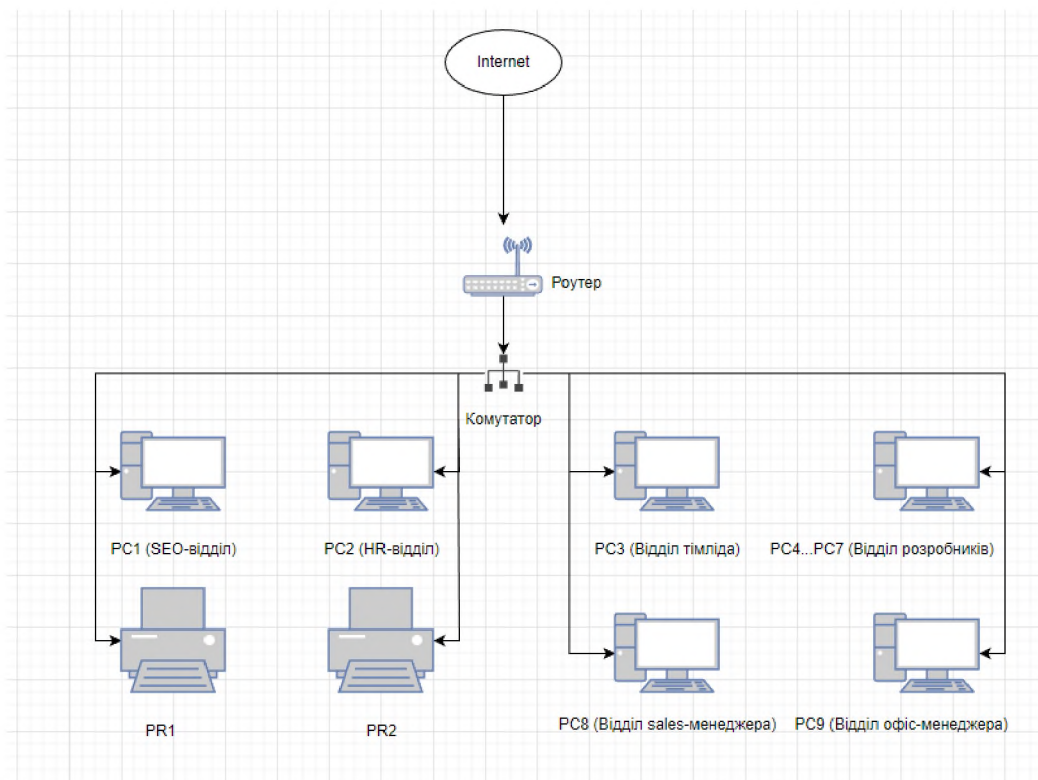 Internet
Роутер
Комутатор
PC1 (SEO-відділ)
PC2 (HR-відділ)
PC3 (Відділ тімліда)
PC4...PC7 (Відділ розробників)
PR1
PR2
PC8 (Відділ sales-менеджера)
PC9 (Відділ офіс-менеджера)